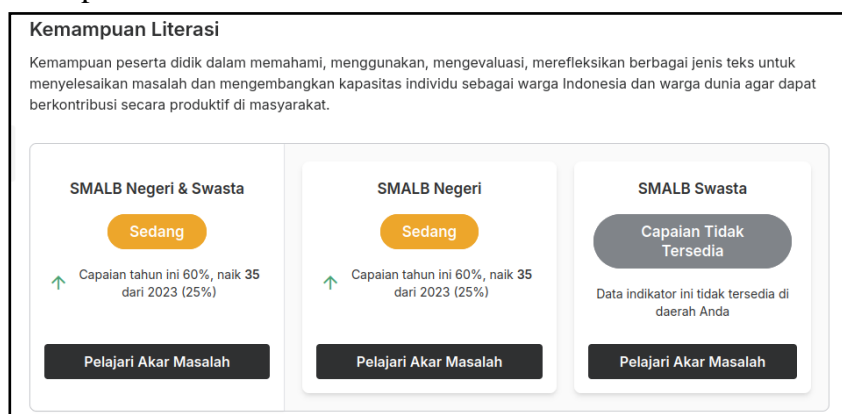 Kemampuan Literasi
Kemampuan peserta didik dalam memahami, menggunakan, mengevaluasi, merefleksikan berbagai jenis teks untuk
menyelesaikan masalah dan mengembangkan kapasitas individu sebagai warga Indonesia dan warga dunia agar dapat
berkontribusi secara produktif di masyarakat.
SMALB Negeri & Swasta
Sedang
Capaian tahun ini 60%, naik 35
dari 2023 (25%)
Pelajari Akar Masalah
SMALB Negeri
Sedang
Capaian tahun ini 60%, naik 35
dari 2023 (25%)
Pelajari Akar Masalah
SMALB Swasta
Capaian Tidak
Tersedia
Data indikator ini tidak tersedia di
daerah Anda
Pelajari Akar Masalah